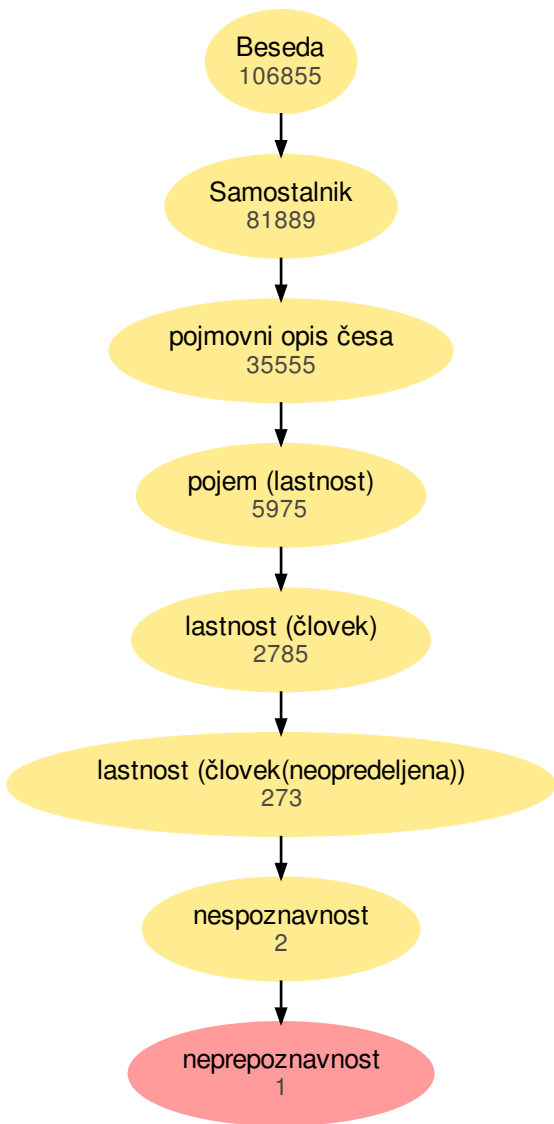 Beseda
106855
Samostalnik
81889
pojmovni opis česa
35555
pojem (lastnost)
5975
lastnost (človek)
2785
lastnost (človek(neopredeljena))
273
nespoznavnost
2
neprepoznavnost
1